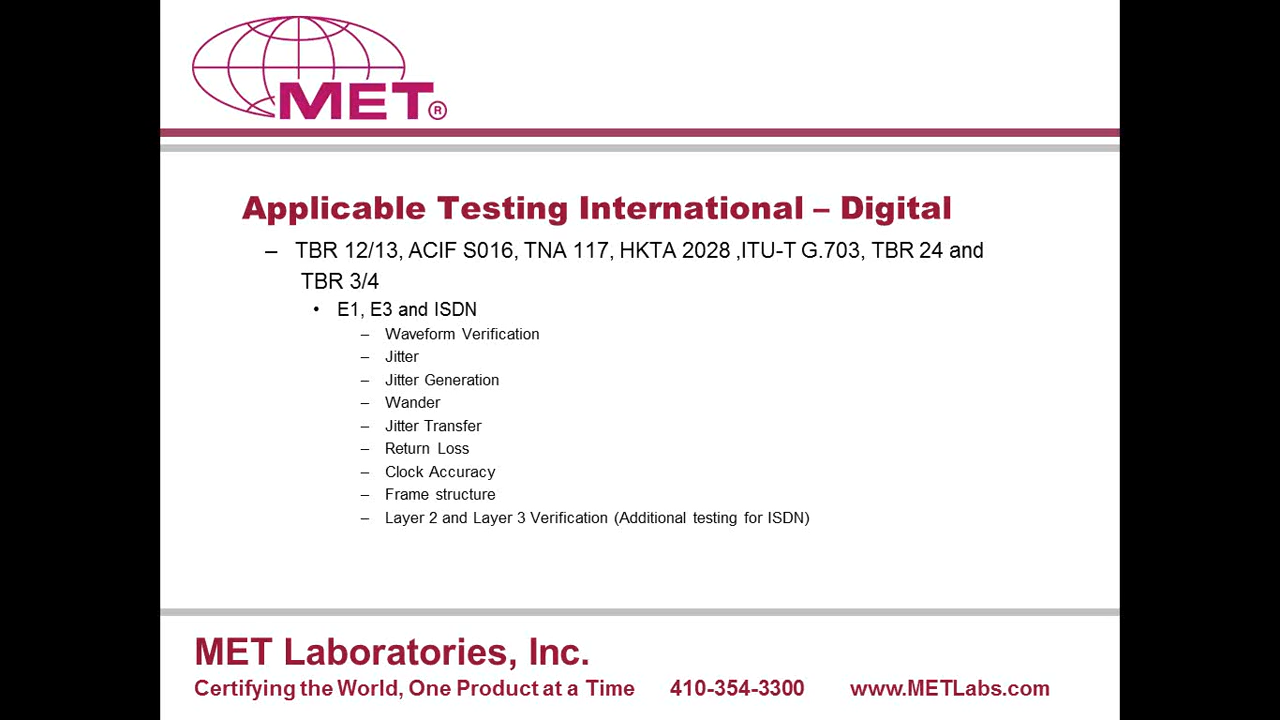 MET®
Applicable Testing International – Digital
– TBR 12/13, ACIF S016, TNA 117, HKTA 2028 ,ITU-T G.703, TBR 24 and
TBR 3/4
• E1, E3 and ISDN
– Waveform Verification
– Jitter
– Jitter Generation
– Wander
– Jitter Transfer
– Return Loss
– Clock Accuracy
– Frame structure
– Layer 2 and Layer 3 Verification (Additional testing for ISDN)
MET Laboratories, Inc.
Certifying the World, One Product at a Time 410-354-3300 www.METLabs.com